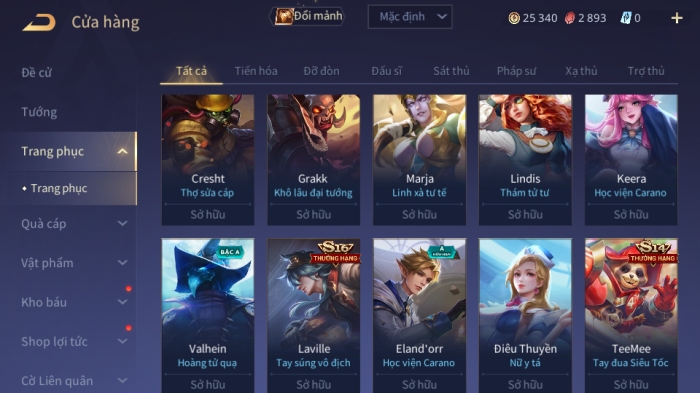 Cửa hàng
Đổi mảnh
Mặc định
25 340
2 893
0
+
Đề cử
Tướng
Trang phục
Trang phục
Quà cáp
Vật phẩm
Kho báu
Shop lợi tức
Cờ Liên quân
Tất cả Tiến hóa Đỡ đòn Đấu sĩ Sát thủ Pháp sư Xạ thủ Trợ thủ
Cresht
Thợ sửa cáp
Sở hữu
Grakk
Khô lâu đại tướng
Sở hữu
Marja
Linh xà tư tế
Sở hữu
Lindis
Thám tử tư
Sở hữu
Keera
Học viện Carano
Sở hữu
BẬC A
Valhein
Hoàng tử quạ
Sở hữu
S16
THƯỞNG HẠNG
Laville
Tay súng vô địch
Sở hữu
A
Eland'orr
Học viện Carano
Sở hữu
Điêu Thuyền
Nữ y tá
Sở hữu
S14
THƯỞNG HẠNG
TeeMee
Tay đua Siêu Tốc
Sở hữu